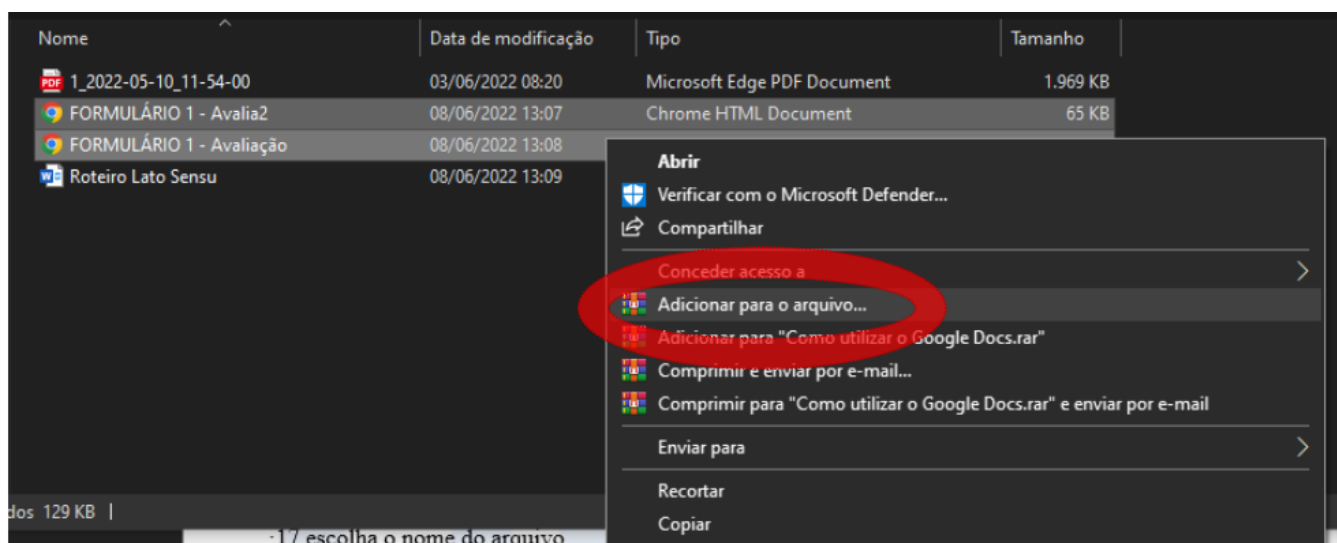 Nome Data de modificação Tipo Tamanho
1_2022-05-10_11-54-00 03/06/2022 08:20 Microsoft Edge PDF Document 1.969 KB
FORMULÁRIO 1 - Avalia2 08/06/2022 13:07 Chrome HTML Document 65 KB
FORMULÁRIO 1 - Avaliação 08/06/2022 13:08
Roteiro Lato Sensu 08/06/2022 13:09
Abrir
Verificar com o Microsoft Defender...
Compartilhar
Conceder acesso a
Adicionar para o arquivo...
Adicionar para "Como utilizar o Google Docs.rar"
Comprimir e enviar por e-mail...
Comprimir para "Como utilizar o Google Docs.rar" e enviar por e-mail
Enviar para
Recortar
Copiar
dos 129 KB
-17 escolha o nome do arquivo